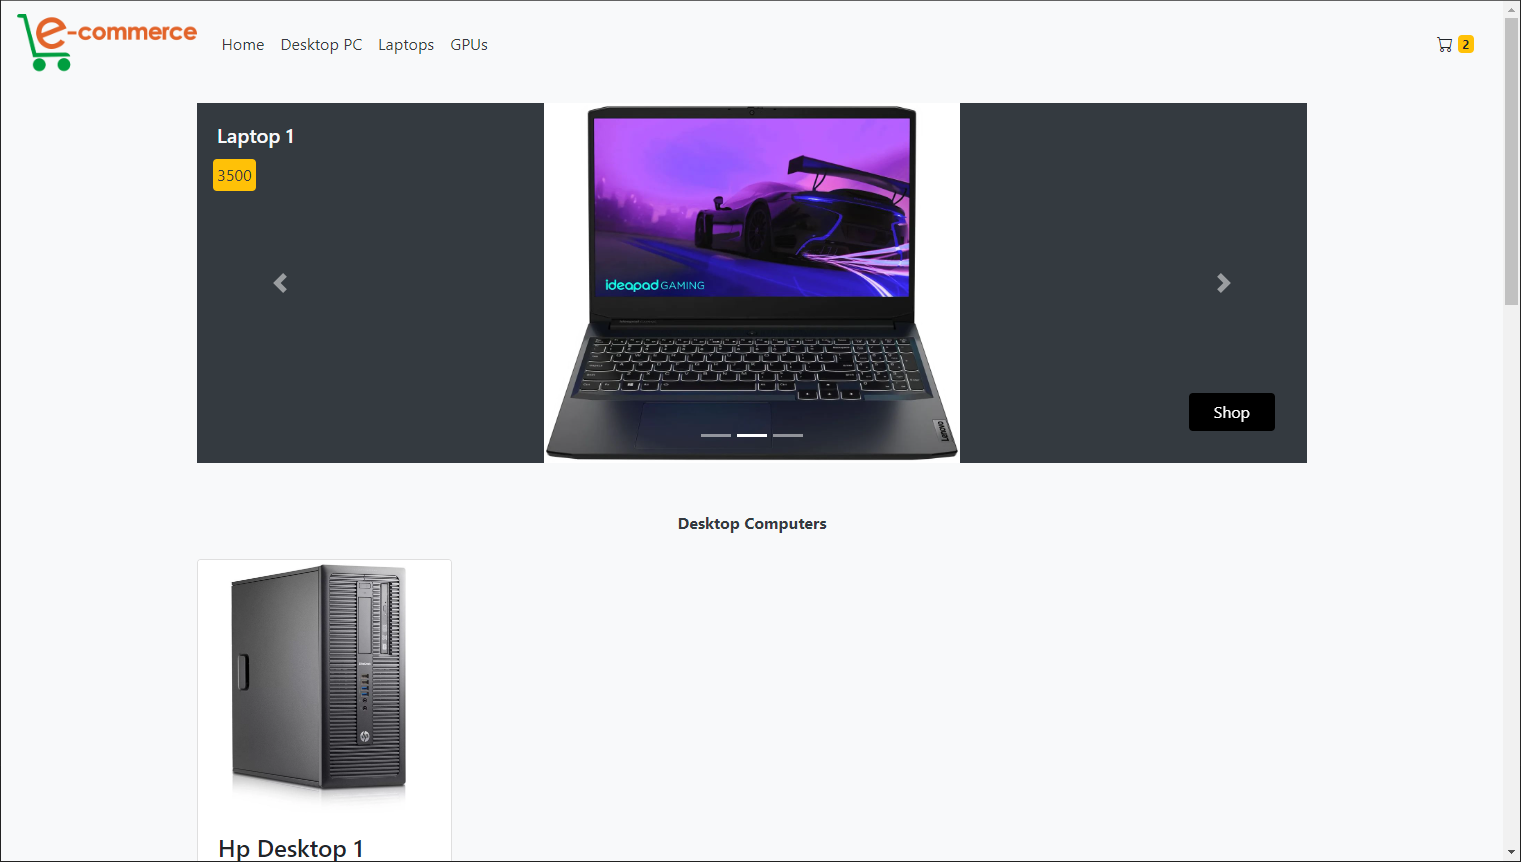 e-commerce
Home Desktop PC Laptops GPUs 2
Laptop 1
3500
ideapad GAMING
Lenovo
Shop
Desktop Computers
hp
Hp Desktop 1